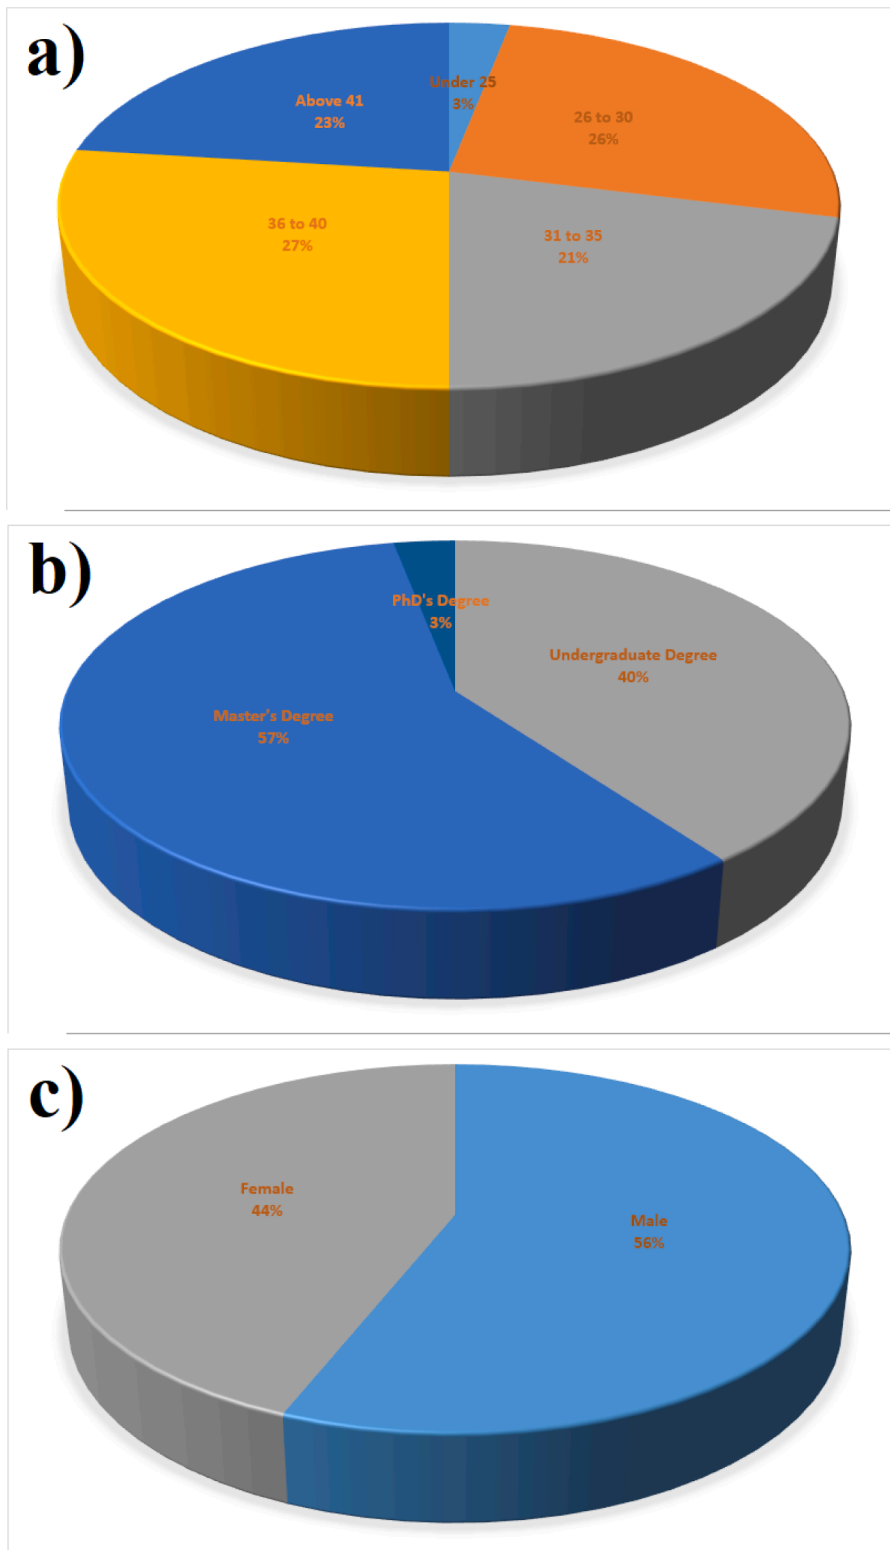 a)
Under 25
3%
Above 41
23%
26 to 30
26%
36 to 40
27%
31 to 35
21%
b)
PhD's Degree
3%
Undergraduate Degree
40%
Master's Degree
57%
c)
Female
44%
Male
56%